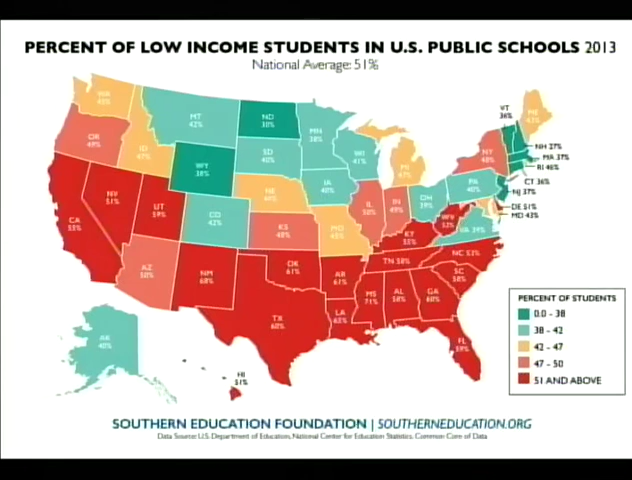 PERCENT OF LOW INCOME STUDENTS IN U.S. PUBLIC SCHOOLS 2013
National Average: 51%
WA
MT
42%
ND
30%
MN
38%
VT
36%
ME
43%
OR
49%
ID
47%
WY
38%
SD
40%
WI
41%
MI
47%
NY
48%
NH 27%
MA 37%
RI 46%
CT 36%
NJ 37%
DE 51%
MD 43%
NV
51%
UT
59%
CO
42%
NE
IA
40%
IL
50%
IN
49%
OH
39%
PA
40%
CA
55%
KS
48%
MO
45%
KY
55%
WV
52%
VA 39%
AZ
50%
NM
68%
OK
61%
AR
61%
TN 58%
NC 53%
SC
58%
TX
60%
LA
65%
MS
71%
AL
58%
GA
60%
FL
59%
AK
40%
HI
51%
PERCENT OF STUDENTS
0.0 - 38
38 - 42
42 - 47
47 - 50
51 AND ABOVE
SOUTHERN EDUCATION FOUNDATION | SOUTHERNEDUCATION.ORG
Data Source: U.S. Department of Education, National Center for Education Statistics, Common Core of Data